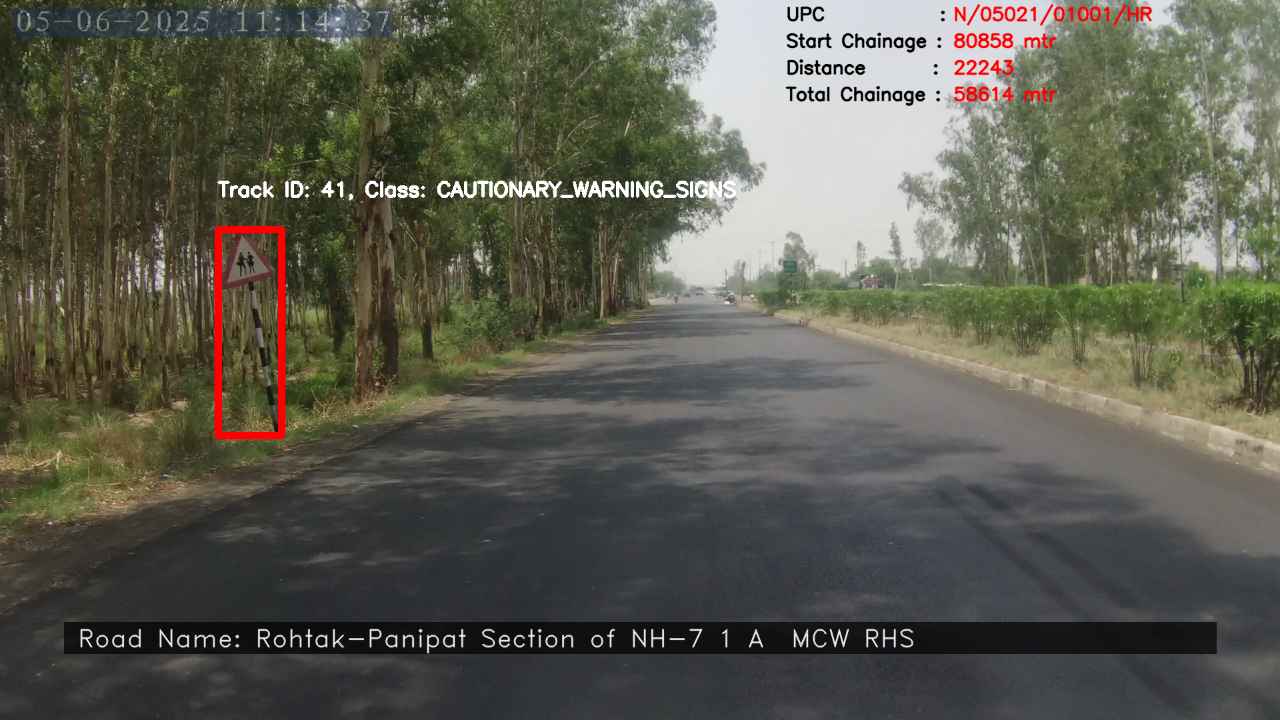 05-06-2025 11:14:37
UPC : N/05021/01001/HR
Start Chainage : 80858 mtr
Distance : 22243
Total Chainage : 58614 mtr
Track ID: 41, Class: CAUTIONARY_WARNING_SIGNS
Road Name: Rohtak-Panipat Section of NH-7 1 A MCW RHS